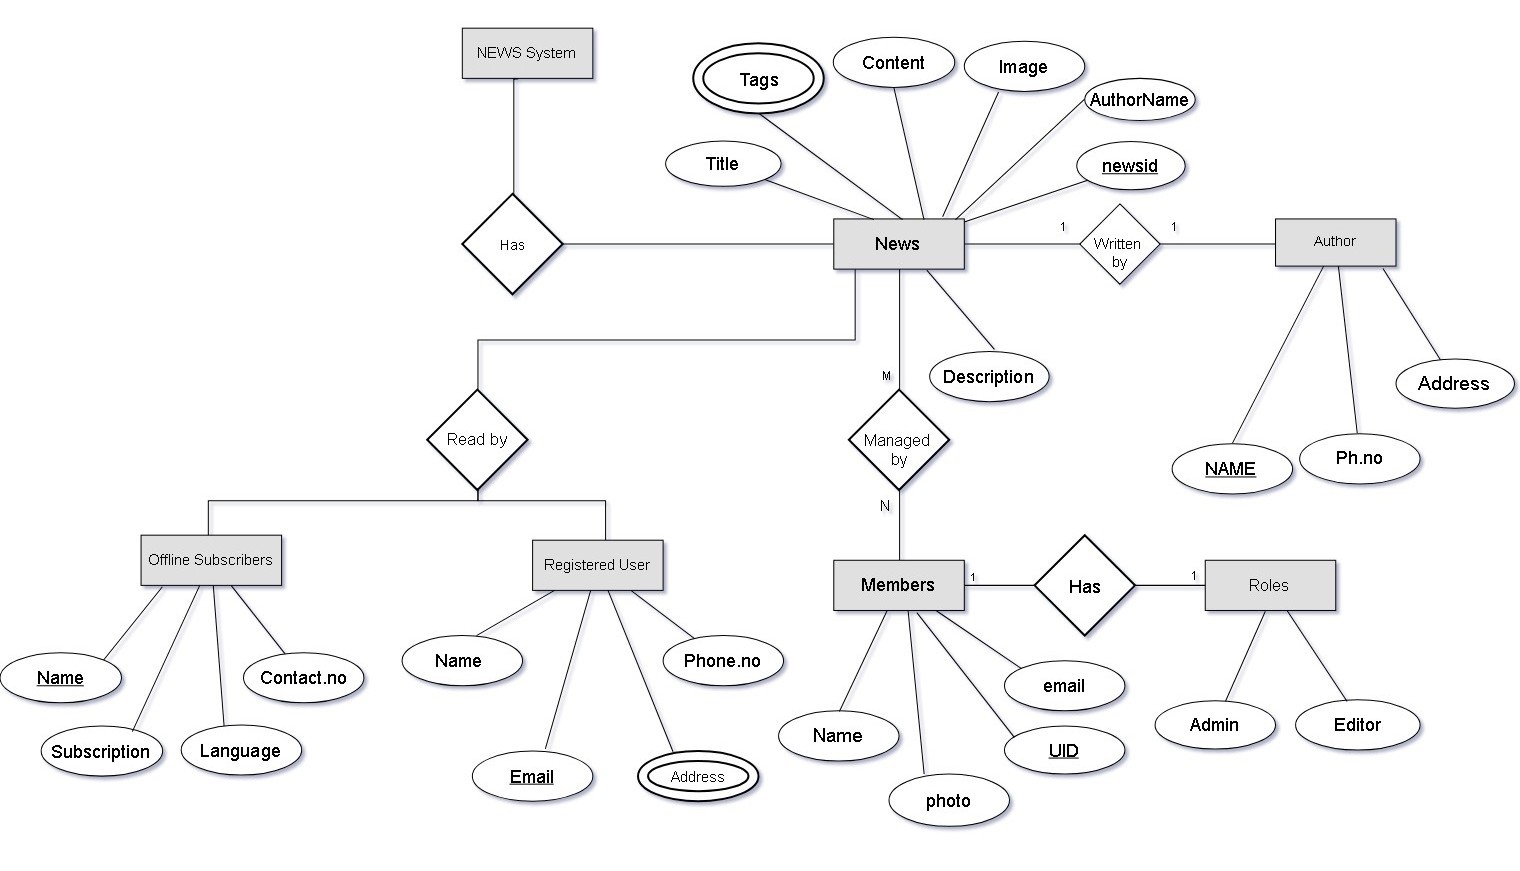 NEWS System
Tags
Content
Image
AuthorName
Title
newsid
Has
News
1
Written
by
1
Author
Description
M
Managed
by
N
Read by
Address
NAME
Ph.no
Offline Subscribers
Registered User
Members
1
Has
1
Roles
Name
Subscription
Language
Contact.no
Name
Email
Address
Phone.no
Name
photo
UID
email
Admin
Editor